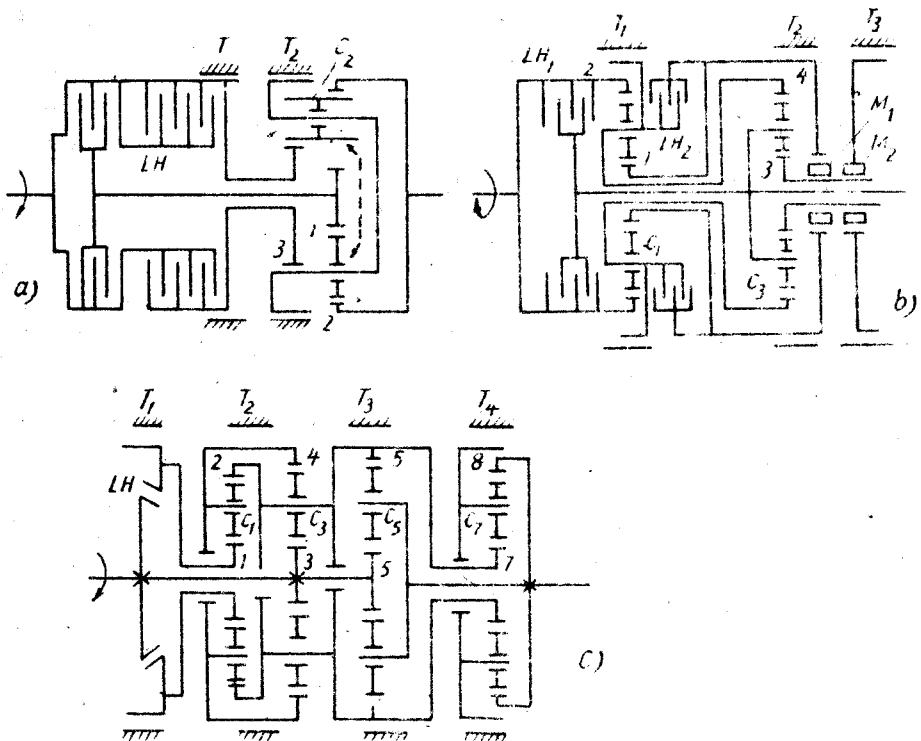 T T₂ C₂
LH
3 1
2
a)
T₁ T₂ T₃
LH₁ 2 4
M₁
LH₂ M₂
1 3
C₁ C₃
b)
T₁ T₂ T₃ T₄
2 4 5 8
LH
C₁ C₃ C₅ C₇
1 3 5 7
c)